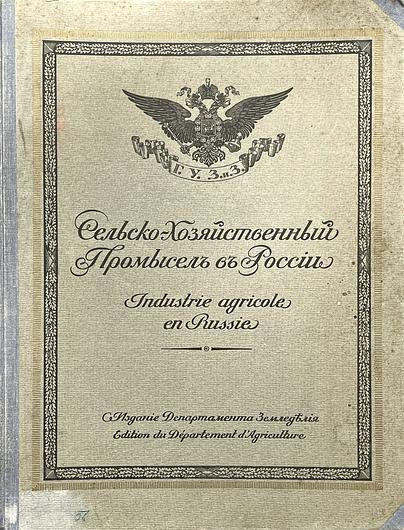 Г. У. З. и З.
Сельско-Хозяйственный
Промыселъ въ Россіи
Industrie agricole
en Russie
Изданіе Департамента Земледѣлія
Edition du Département d'Agriculture